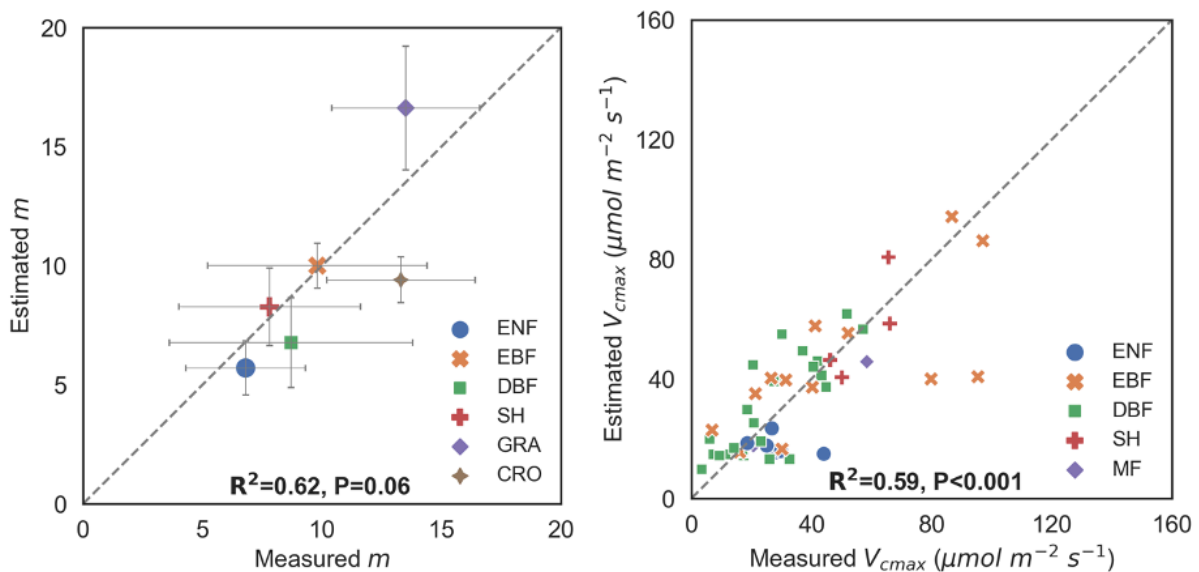 20
15
10
5
0
Estimated m
ENF
EBF
DBF
SH
GRA
CRO
R²=0.62, P=0.06
0 5 10 15 20
Measured m
160
120
80
40
0
Estimated Vcmax (μmol m⁻² s⁻¹)
ENF
EBF
DBF
SH
MF
R²=0.59, P<0.001
0 40 80 120 160
Measured Vcmax (μmol m⁻² s⁻¹)